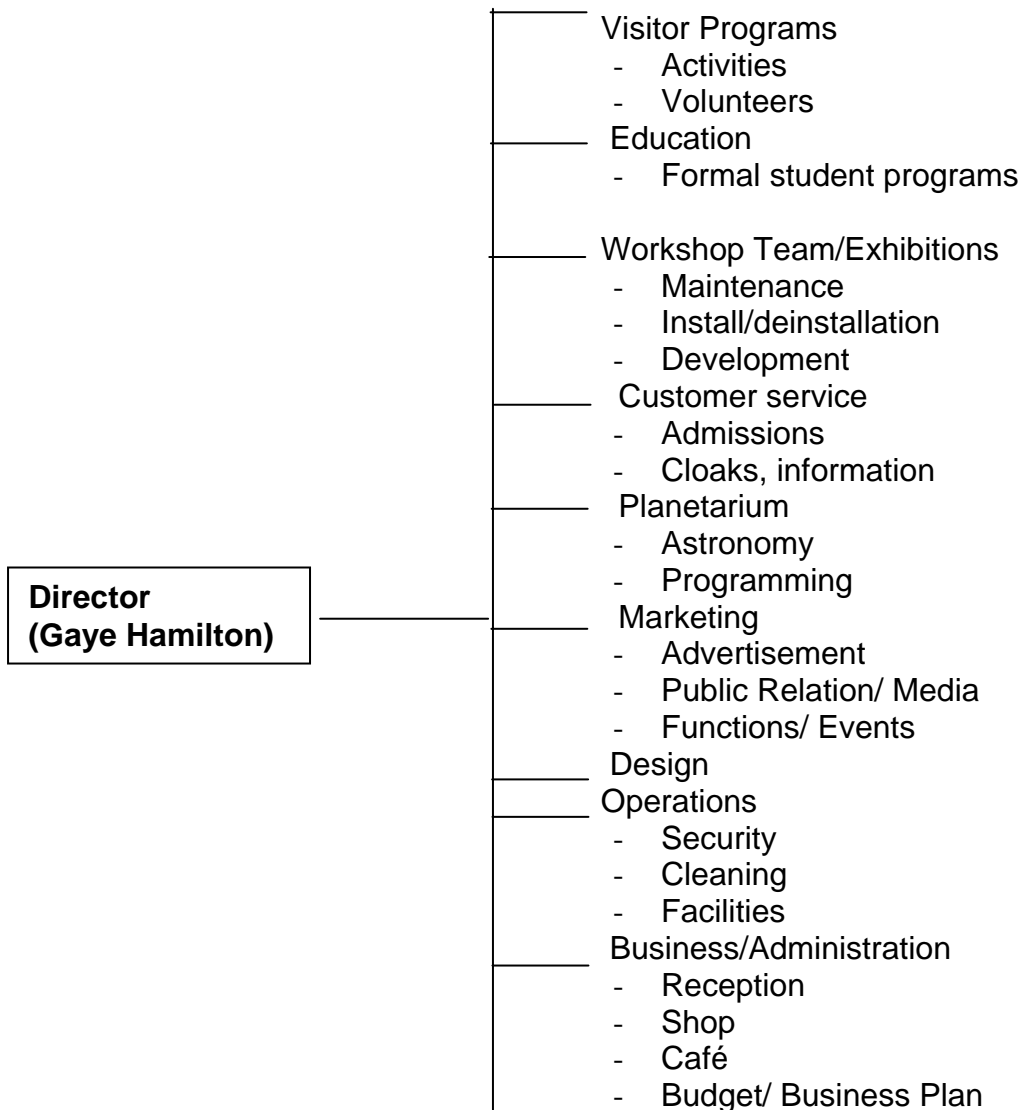 Visitor Programs
- Activities
- Volunteers
Education
- Formal student programs
Workshop Team/Exhibitions
- Maintenance
- Install/deinstallation
- Development
Customer service
- Admissions
- Cloaks, information
Planetarium
- Astronomy
- Programming
Director
(Gaye Hamilton)
Marketing
- Advertisement
- Public Relation/ Media
- Functions/ Events
Design
Operations
- Security
- Cleaning
- Facilities
Business/Administration
- Reception
- Shop
- Café
- Budget/ Business Plan